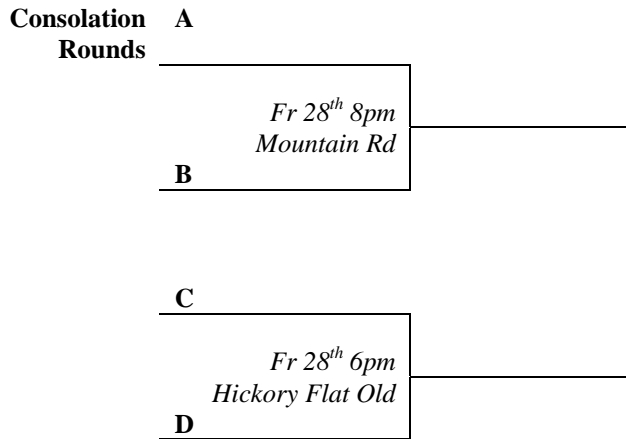 Consolation A
Rounds
Fr 28th 8pm
Mountain Rd
B
C
Fr 28th 6pm
Hickory Flat Old
D